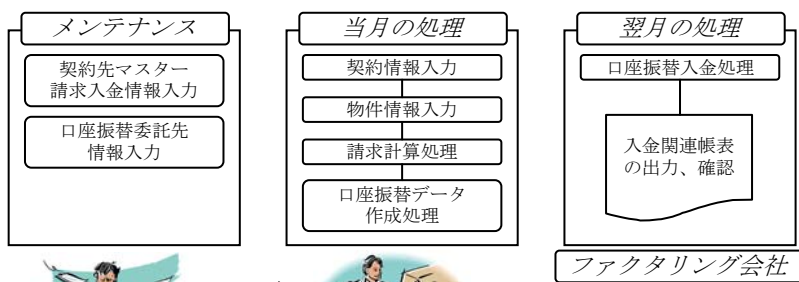 メンテナンス
契約先マスター
請求入金情報入力
口座振替委託先
情報入力
当月の処理
契約情報入力
物件情報入力
請求計算処理
口座振替データ
作成処理
翌月の処理
口座振替入金処理
入金関連帳表
の出力、確認
ファクタリング会社